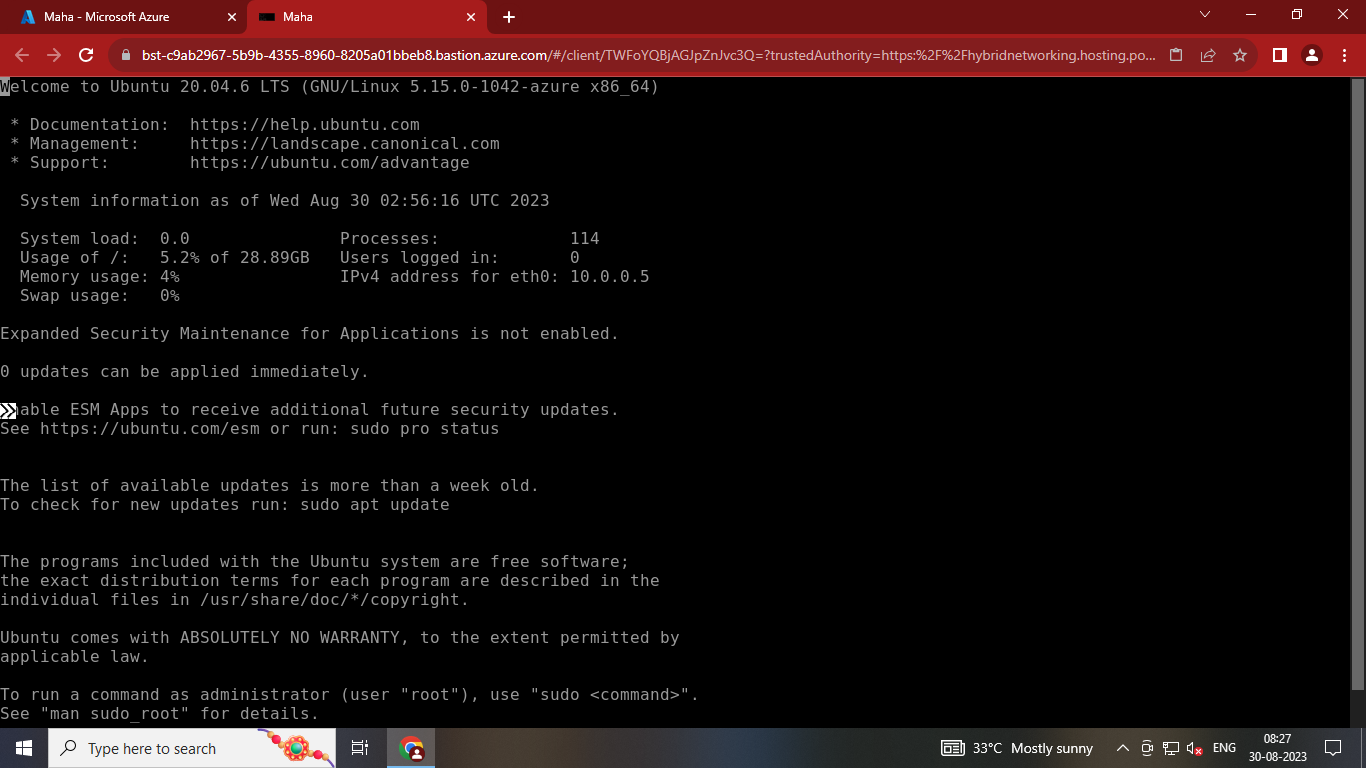 Maha - Microsoft Azure
Maha
bst-c9ab2967-5b9b-4355-8960-8205a01bbeb8.bastion.azure.com/#/client/TWFoYQBjAGJpZnJvc3Q=?trustedAuthority=https:%2F%2Fhybridnetworking.hosting.po...
Welcome to Ubuntu 20.04.6 LTS (GNU/Linux 5.15.0-1042-azure x86_64)
* Documentation: https://help.ubuntu.com
* Management: https://landscape.canonical.com
* Support: https://ubuntu.com/advantage
System information as of Wed Aug 30 02:56:16 UTC 2023
System load: 0.0 Processes: 114
Usage of /: 5.2% of 28.89GB Users logged in: 0
Memory usage: 4% IPv4 address for eth0: 10.0.0.5
Swap usage: 0%
Expanded Security Maintenance for Applications is not enabled.
0 updates can be applied immediately.
nable ESM Apps to receive additional future security updates.
See https://ubuntu.com/esm or run: sudo pro status
The list of available updates is more than a week old.
To check for new updates run: sudo apt update
The programs included with the Ubuntu system are free software;
the exact distribution terms for each program are described in the
individual files in /usr/share/doc/*/copyright.
Ubuntu comes with ABSOLUTELY NO WARRANTY, to the extent permitted by
applicable law.
To run a command as administrator (user "root"), use "sudo <command>".
See "man sudo_root" for details.
Type here to search
33°C Mostly sunny
ENG
08:27
30-08-2023